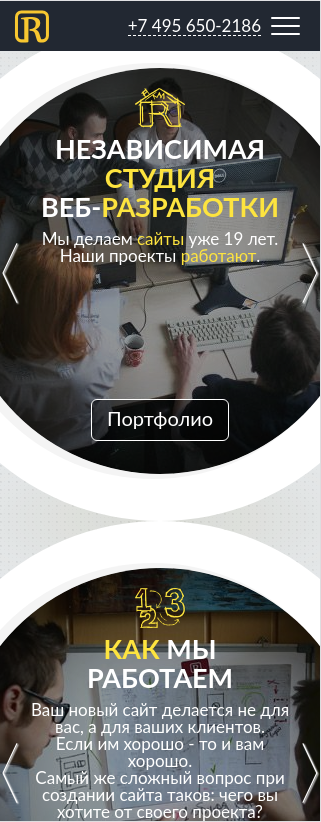 R
+7 495 650-2186
R
НЕЗАВИСИМАЯ
СТУДИЯ
ВЕБ-РАЗРАБОТКИ
Мы делаем сайты уже 19 лет.
Наши проекты работают.
Портфолио
123
КАК МЫ
РАБОТАЕМ
Ваш новый сайт делается не для
вас, а для ваших клиентов.
Если им хорошо - то и вам
хорошо.
Самый же сложный вопрос при
создании сайта таков: чего вы
хотите от своего проекта?